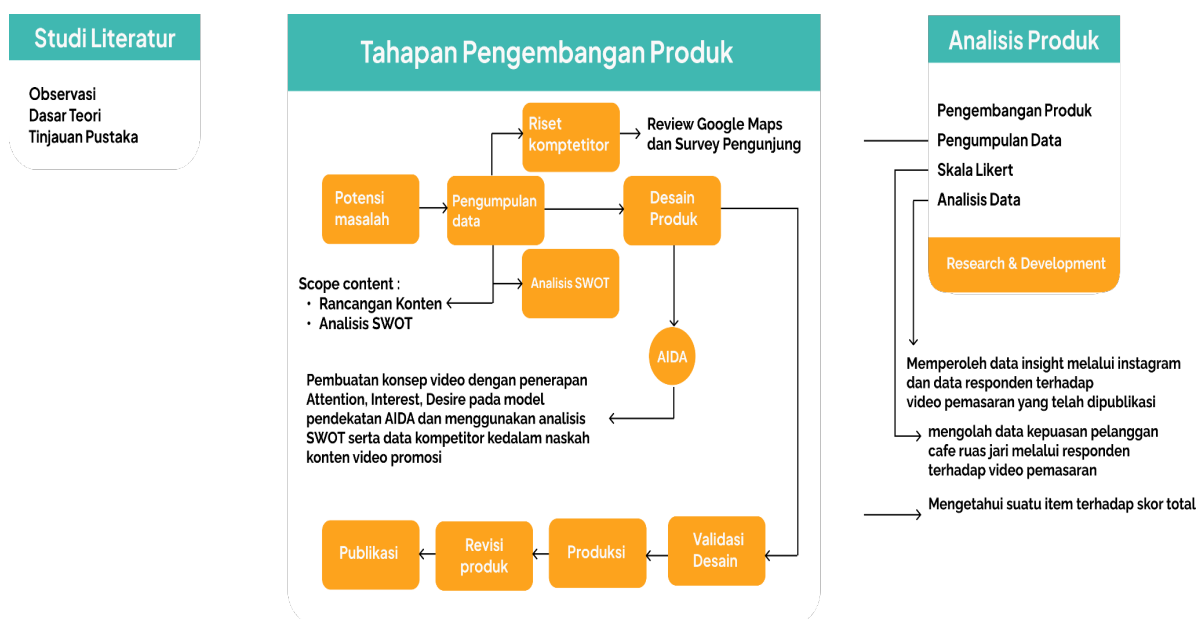 Studi Literatur
Observasi
Dasar Teori
Tinjauan Pustaka
Tahapan Pengembangan Produk
Riset
komptetitor
Review Google Maps
dan Survey Pengunjung
Potensi
masalah
Pengumpulan
data
Desain
Produk
Analisis SWOT
Scope content :
• Rancangan Konten
• Analisis SWOT
AIDA
Pembuatan konsep video dengan penerapan
Attention, Interest, Desire pada model
pendekatan AIDA dan menggunakan analisis
SWOT serta data kompetitor kedalam naskah
konten video promosi
Publikasi
Revisi
produk
Produksi
Validasi
Desain
Analisis Produk
Pengembangan Produk
Pengumpulan Data
Skala Likert
Analisis Data
Research & Development
Memperoleh data insight melalui instagram
dan data responden terhadap
video pemasaran yang telah dipublikasi
mengolah data kepuasan pelanggan
cafe ruas jari melalui responden
terhadap video pemasaran
Mengetahui suatu item terhadap skor total